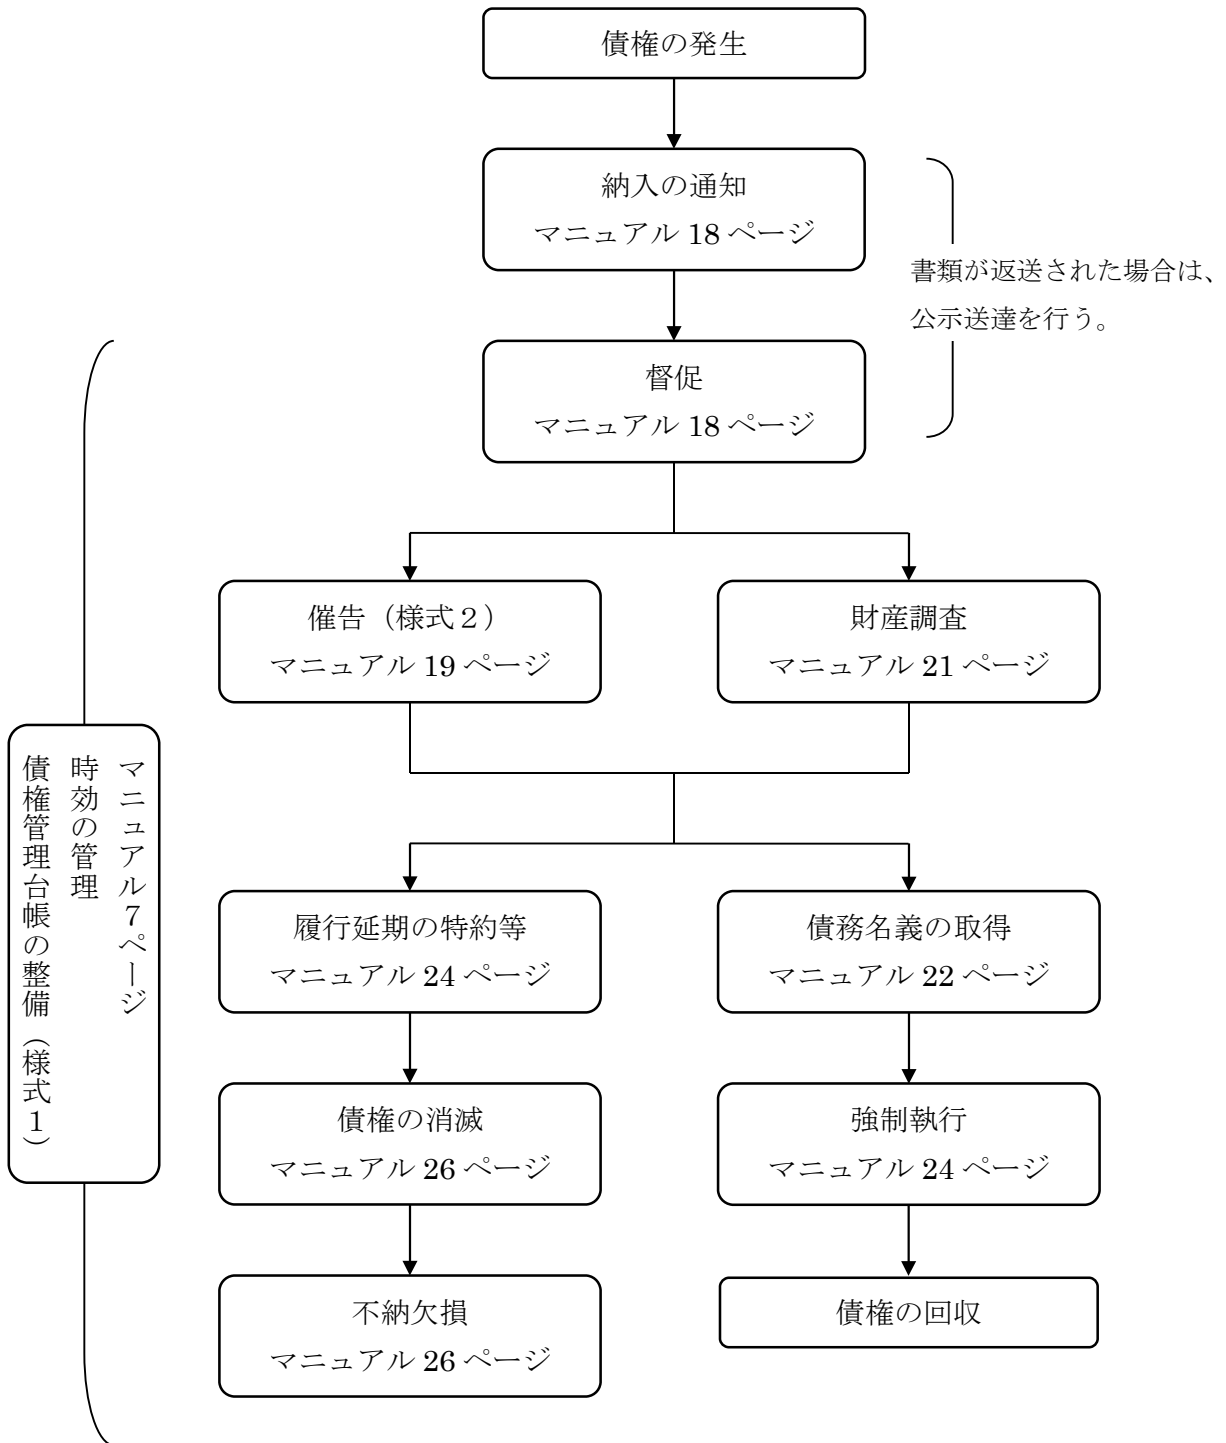 債権の発生
納入の通知
マニュアル 18 ページ
書類が返送された場合は、
公示送達を行う。
督促
マニュアル 18 ページ
催告（様式２）
マニュアル 19 ページ
財産調査
マニュアル 21 ページ
マニュアル７ページ
時効の管理
債権管理台帳の整備（様式１）
履行延期の特約等
マニュアル 24 ページ
債務名義の取得
マニュアル 22 ページ
債権の消滅
マニュアル 26 ページ
強制執行
マニュアル 24 ページ
不納欠損
マニュアル 26 ページ
債権の回収